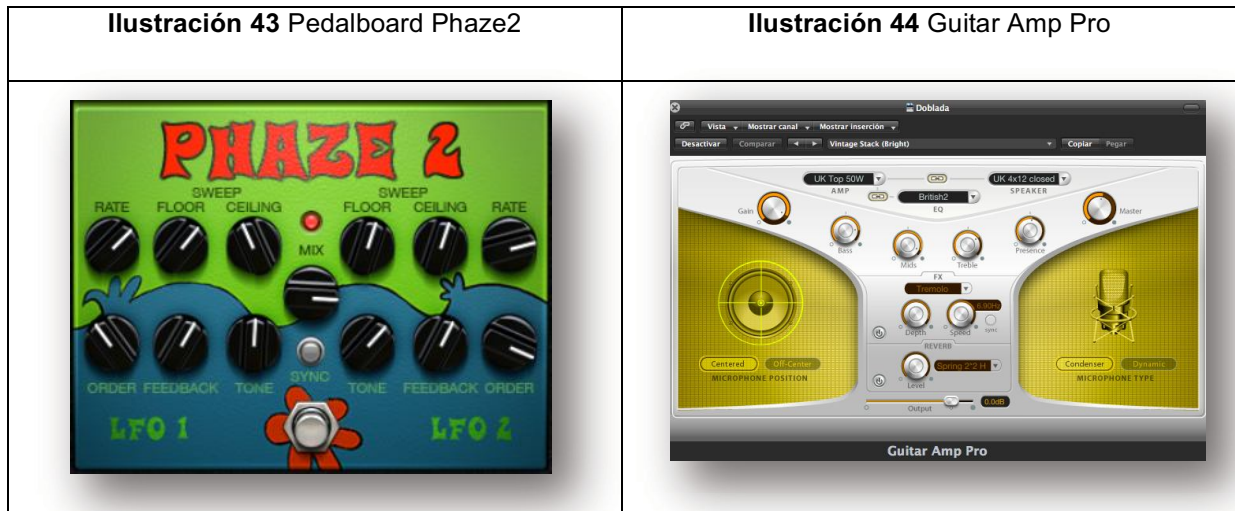 Ilustración 43 Pedalboard Phaze2
Ilustración 44 Guitar Amp Pro
PHAZE 2
SWEEP SWEEP
RATE FLOOR CEILING FLOOR CEILING RATE
MIX
SYNC
ORDER FEEDBACK TONE TONE FEEDBACK ORDER
LFO 1 LFO 2
Doblada
Vista Mostrar canal Mostrar inserción
Desactivar Comparar Vintage Stack (Bright) Copiar Pegar
UK Top 50W UK 4x12 closed
AMP SPEAKER
British2
EQ
Gain Master
Bass Presence
Mids Treble
FX
Tremolo
6.90Hz
Depth Speed sync
REVERB
Centered Off-Center Spring 2*2 H Condenser Dynamic
MICROPHONE POSITION MICROPHONE TYPE
Level
Output 0.0dB
Guitar Amp Pro